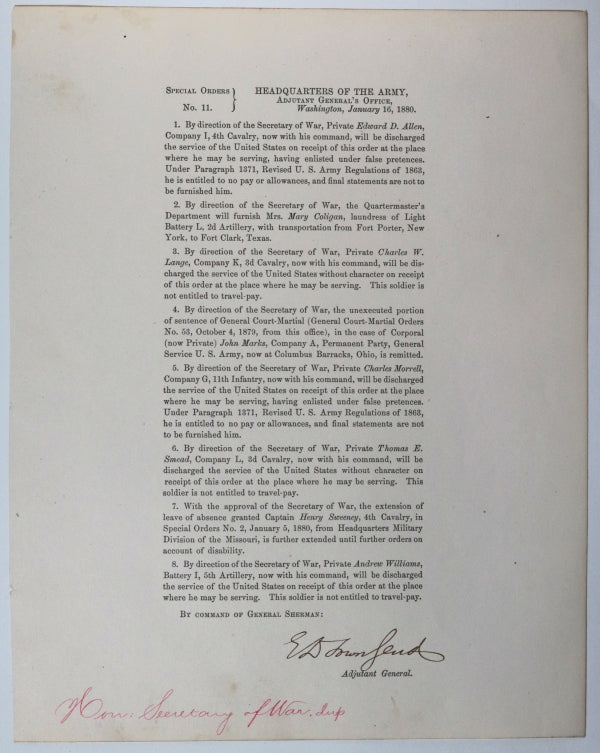 SPECIAL ORDERS } HEADQUARTERS OF THE ARMY,
ADJUTANT GENERAL'S OFFICE,
No. 11. Washington, January 16, 1880.
1. By direction of the Secretary of War, Private Edward D. Allen,
Company I, 4th Cavalry, now with his command, will be discharged
the service of the United States on receipt of this order at the place
where he may be serving, having enlisted under false pretences.
Under Paragraph 1371, Revised U. S. Army Regulations of 1863,
he is entitled to no pay or allowances, and final statements are not to
be furnished him.
2. By direction of the Secretary of War, the Quartermaster's
Department will furnish Mrs. Mary Coligan, laundress of Light
Battery L, 2d Artillery, with transportation from Fort Porter, New
York, to Fort Clark, Texas.
3. By direction of the Secretary of War, Private Charles W.
Lange, Company K, 3d Cavalry, now with his command, will be dis-
charged the service of the United States without character on receipt
of this order at the place where he may be serving. This soldier is
not entitled to travel-pay.
4. By direction of the Secretary of War, the unexecuted portion
of sentence of General Court-Martial (General Court-Martial Orders
No. 53, October 4, 1879, from this office), in the case of Corporal
(now Private) John Marks, Company A, Permanent Party, General
Service U. S. Army, now at Columbus Barracks, Ohio, is remitted.
5. By direction of the Secretary of War, Private Charles Morrell,
Company G, 11th Infantry, now with his command, will be discharged
the service of the United States on receipt of this order at the place
where he may be serving, having enlisted under false pretences.
Under Paragraph 1371, Revised U. S. Army Regulations of 1863,
he is entitled to no pay or allowances, and final statements are not
to be furnished him.
6. By direction of the Secretary of War, Private Thomas E.
Smead, Company L, 3d Cavalry, now with his command, will be
discharged the service of the United States without character on
receipt of this order at the place where he may be serving. This
soldier is not entitled to travel-pay.
7. With the approval of the Secretary of War, the extension of
leave of absence granted Captain Henry Sweeney, 4th Cavalry, in
Special Orders No. 2, January 5, 1880, from Headquarters Military
Division of the Missouri, is further extended until further orders on
account of disability.
8. By direction of the Secretary of War, Private Andrew Williams,
Battery I, 5th Artillery, now with his command, will be discharged
the service of the United States on receipt of this order at the place
where he may be serving. This soldier is not entitled to travel-pay.
BY COMMAND OF GENERAL SHERMAN:
E D Townsend
Adjutant General.
Hon: Secretary of War, dup